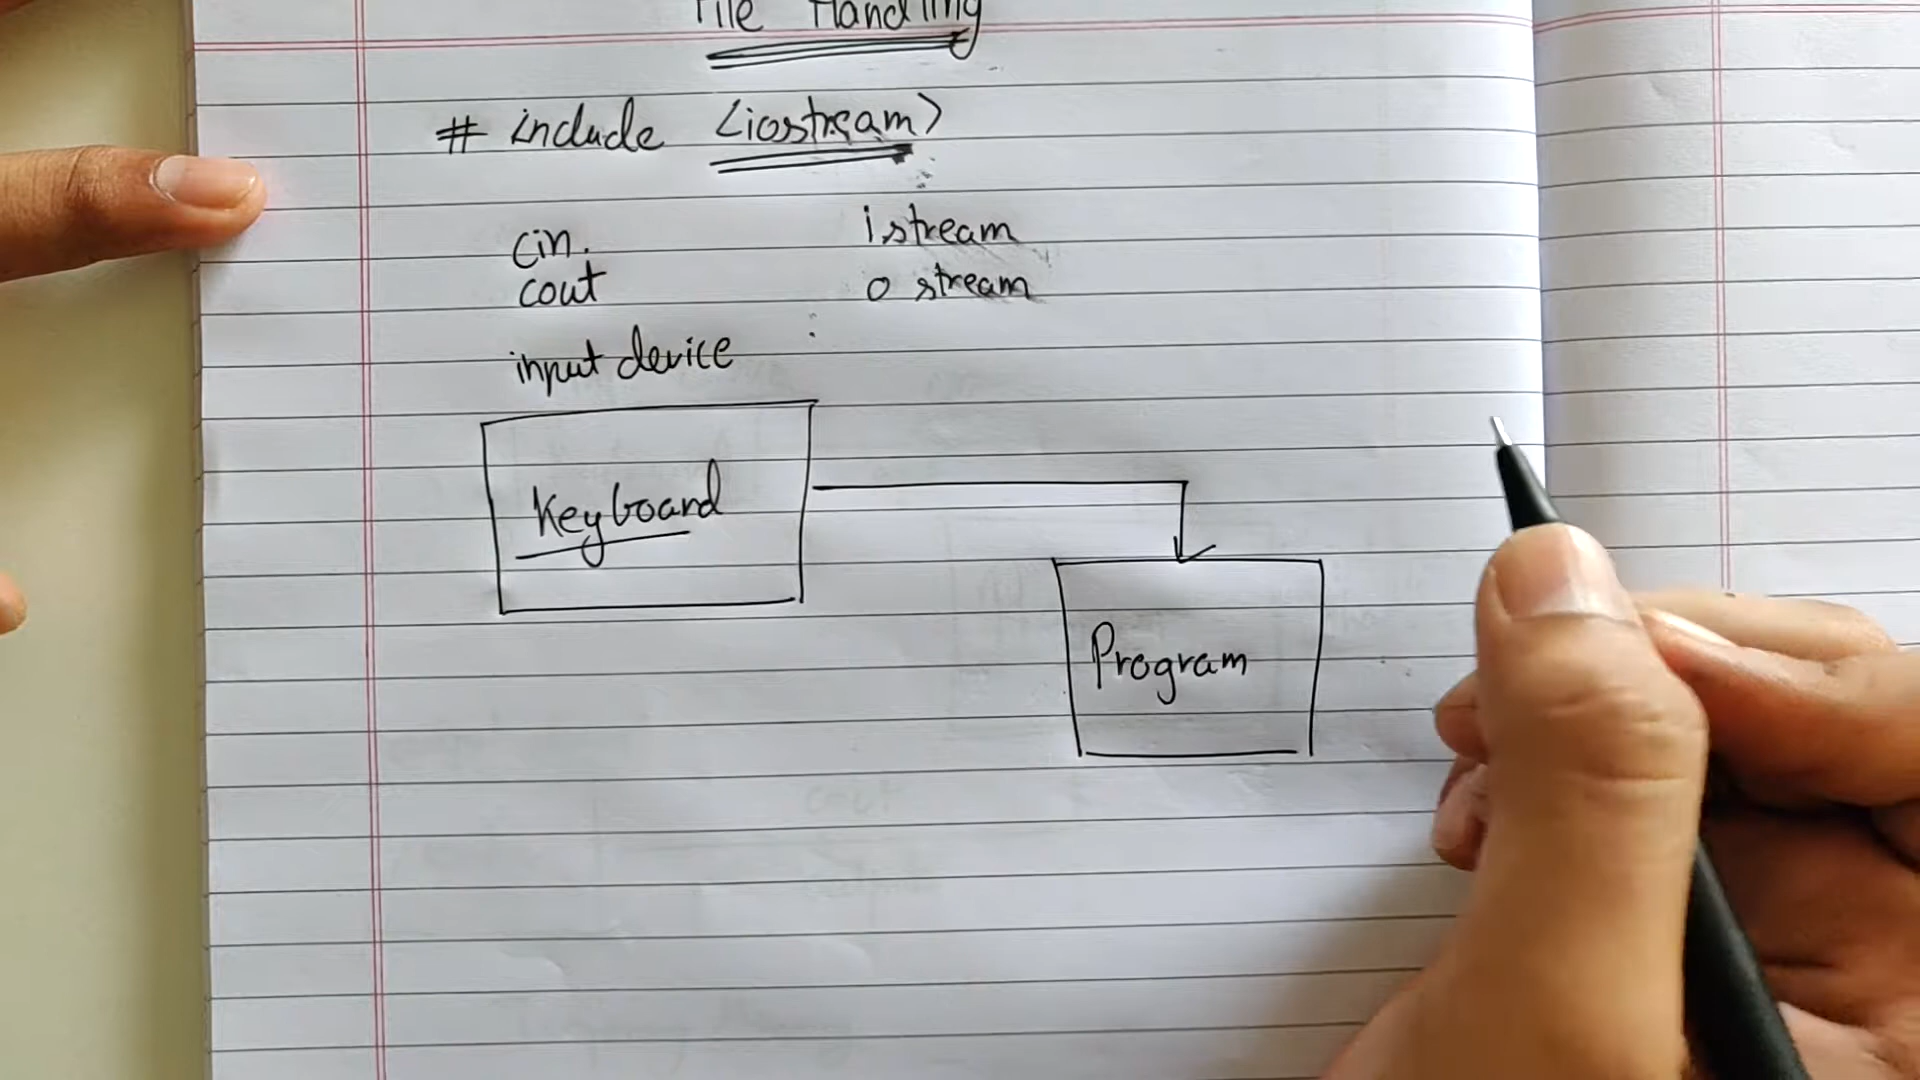 File Handling
# include <iostream>
cin. istream
cout o stream
input device
Keyboard
Program